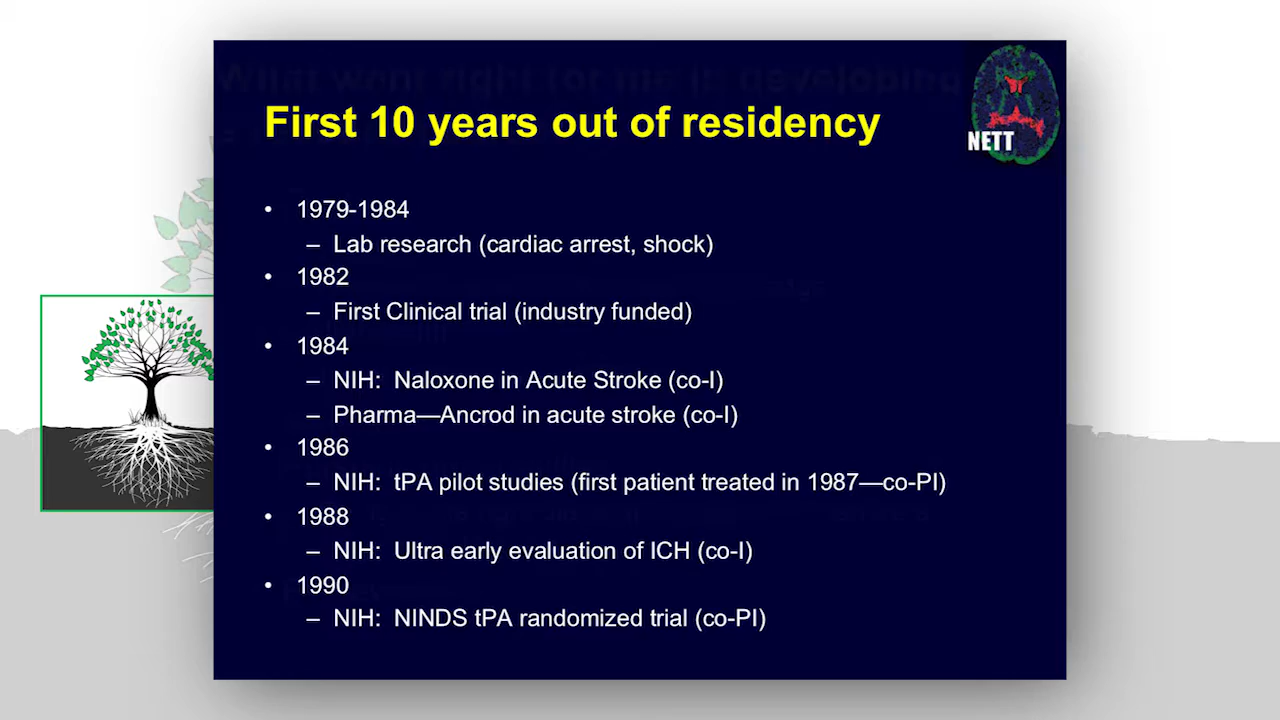 First 10 years out of residency
NETT
• 1979-1984
– Lab research (cardiac arrest, shock)
• 1982
– First Clinical trial (industry funded)
• 1984
– NIH: Naloxone in Acute Stroke (co-I)
– Pharma—Ancrod in acute stroke (co-I)
• 1986
– NIH: tPA pilot studies (first patient treated in 1987—co-PI)
• 1988
– NIH: Ultra early evaluation of ICH (co-I)
• 1990
– NIH: NINDS tPA randomized trial (co-PI)